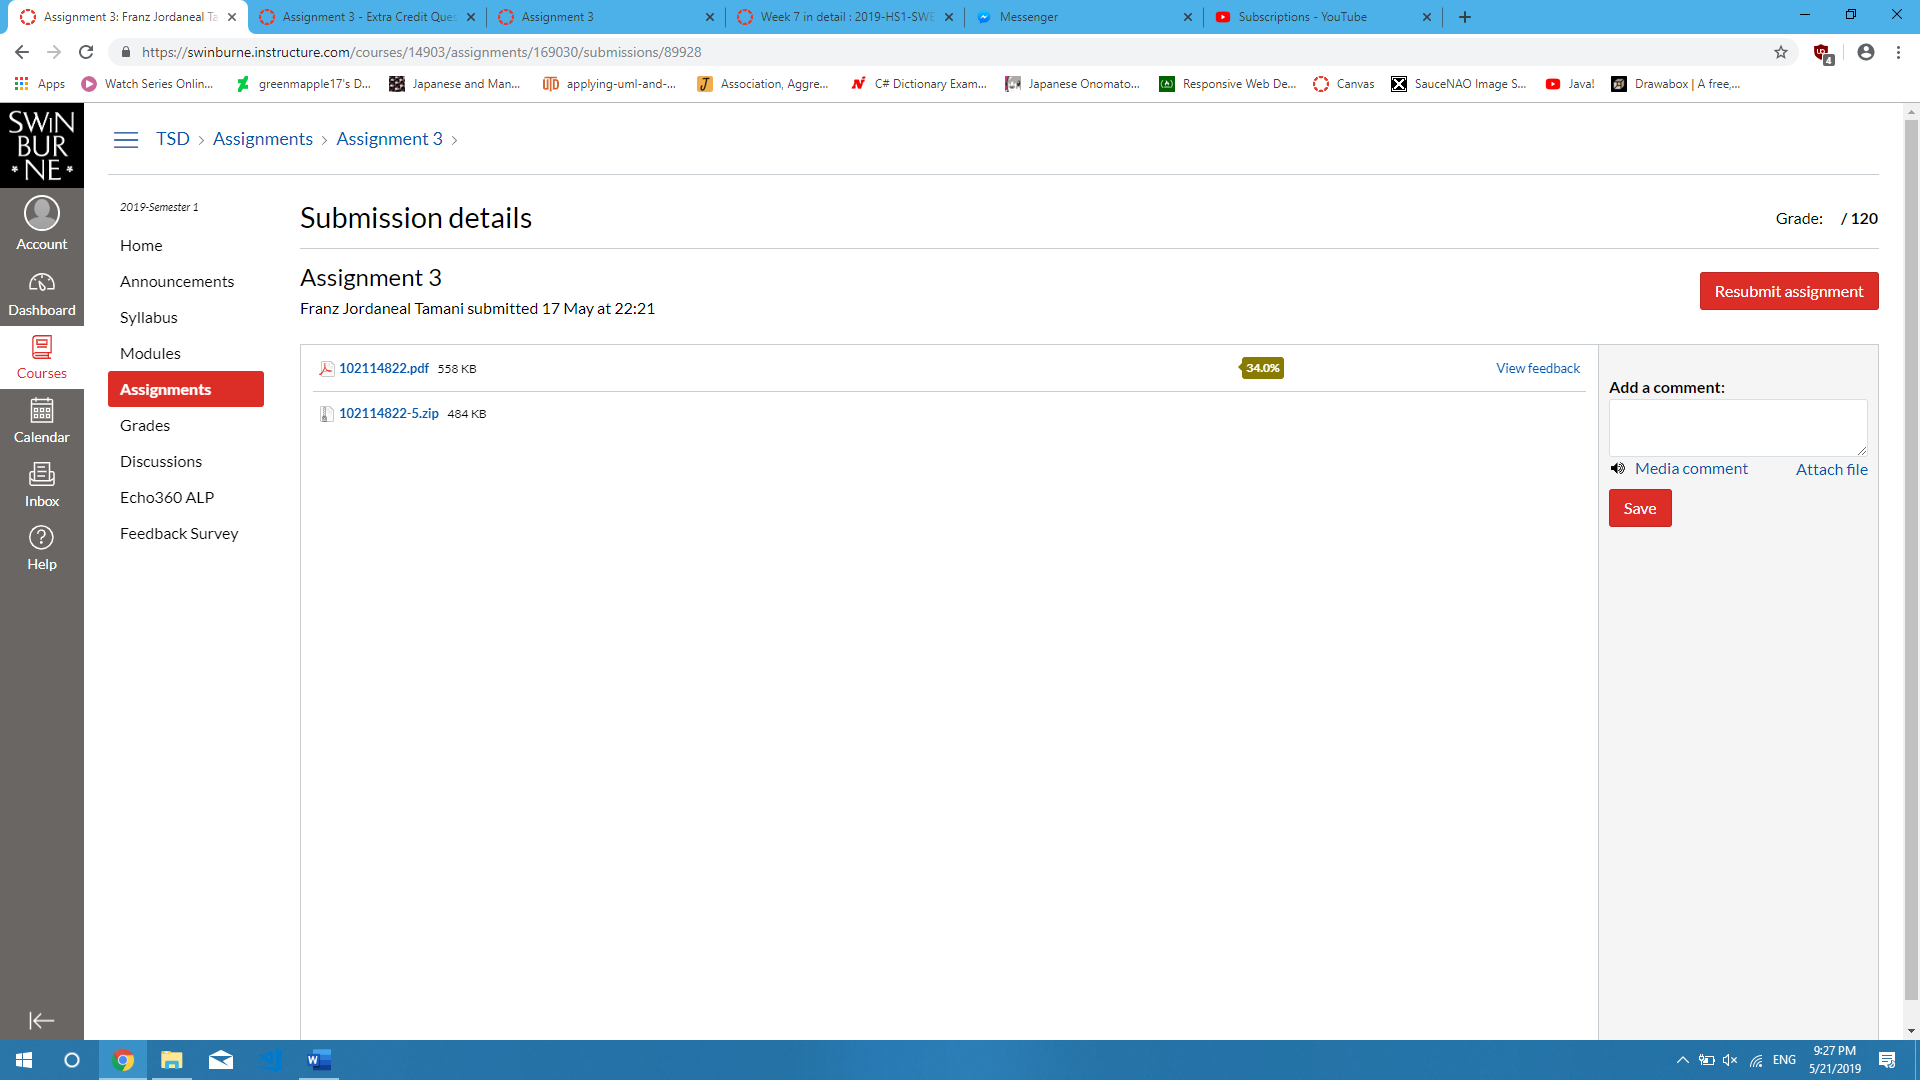 Assignment 3: Franz Jordaneal Ta
Assignment 3 - Extra Credit Ques
Assignment 3
Week 7 in detail : 2019-HS1-SWE
Messenger
Subscriptions - YouTube
https://swinburne.instructure.com/courses/14903/assignments/169030/submissions/89928
4
Apps
Watch Series Onlin...
greenmapple17's D...
Japanese and Man...
applying-uml-and-...
Association, Aggre...
C# Dictionary Exam...
Japanese Onomato...
Responsive Web De...
Canvas
SauceNAO Image S...
Java!
Drawabox | A free,...
SWIN
BUR
*NE*
TSD > Assignments > Assignment 3 >
Account
Dashboard
Courses
Calendar
Inbox
Help
2019-Semester 1
Home
Announcements
Syllabus
Modules
Assignments
Grades
Discussions
Echo360 ALP
Feedback Survey
Submission details
Grade: / 120
Assignment 3
Franz Jordaneal Tamani submitted 17 May at 22:21
Resubmit assignment
102114822.pdf 558 KB
34.0%
View feedback
102114822-5.zip 484 KB
Add a comment:
Media comment
Attach file
Save
ENG
9:27 PM
5/21/2019